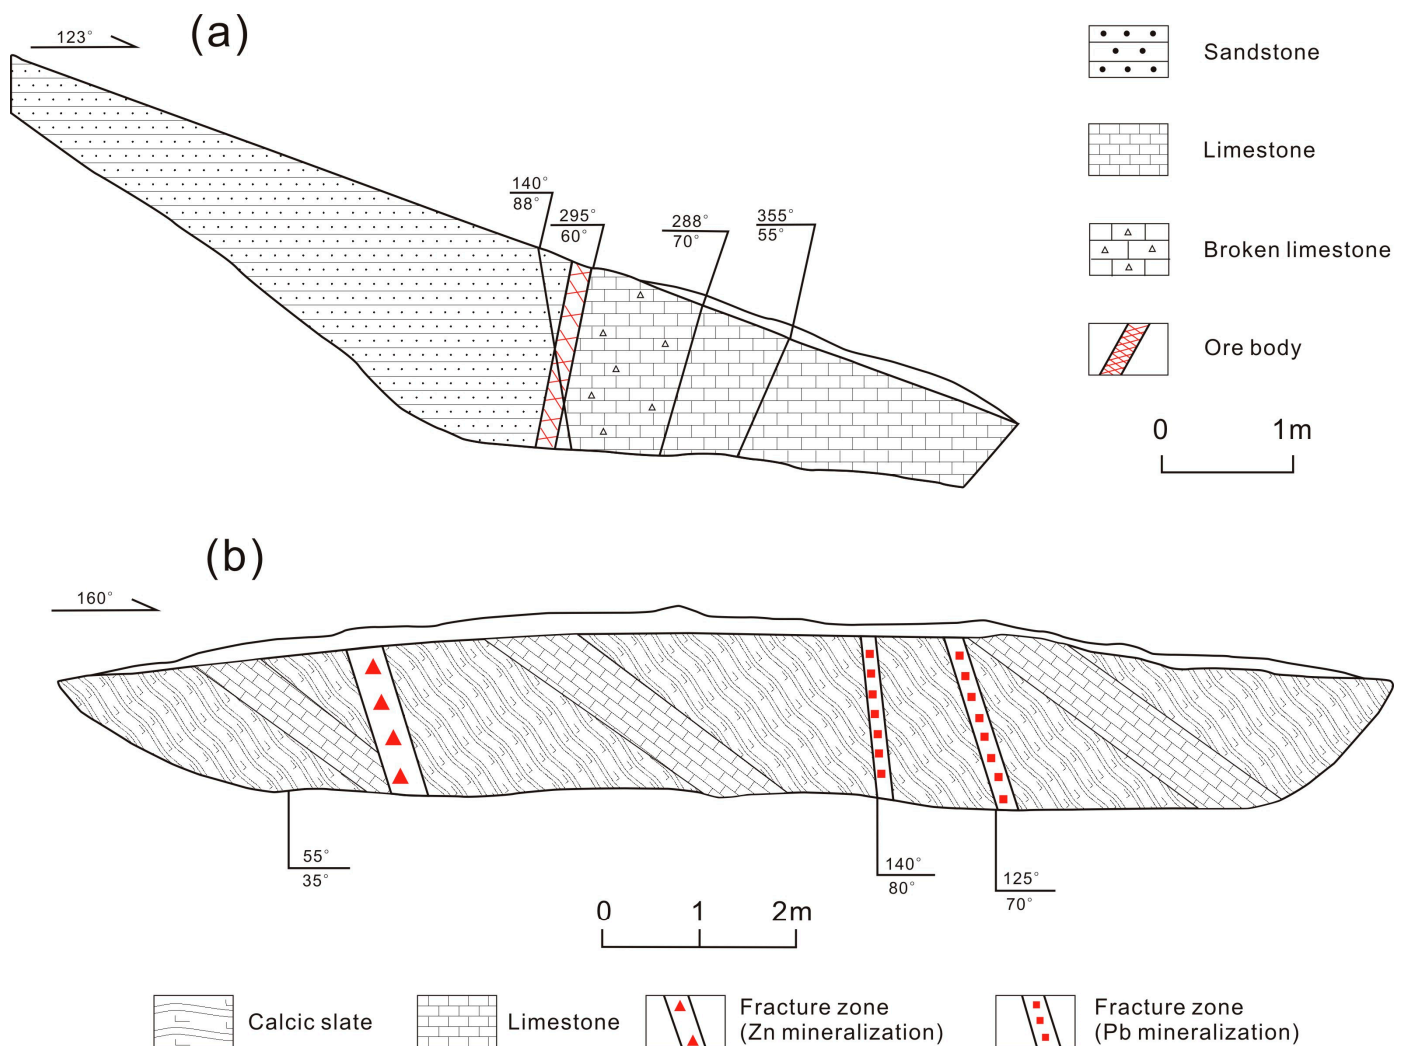 (a)
123°
140°
88°
295°
60°
288°
70°
355°
55°
Sandstone
Limestone
Broken limestone
Ore body
0 1m
(b)
160°
55°
35°
140°
80°
125°
70°
0 1 2m
Calcic slate
Limestone
Fracture zone
(Zn mineralization)
Fracture zone
(Pb mineralization)